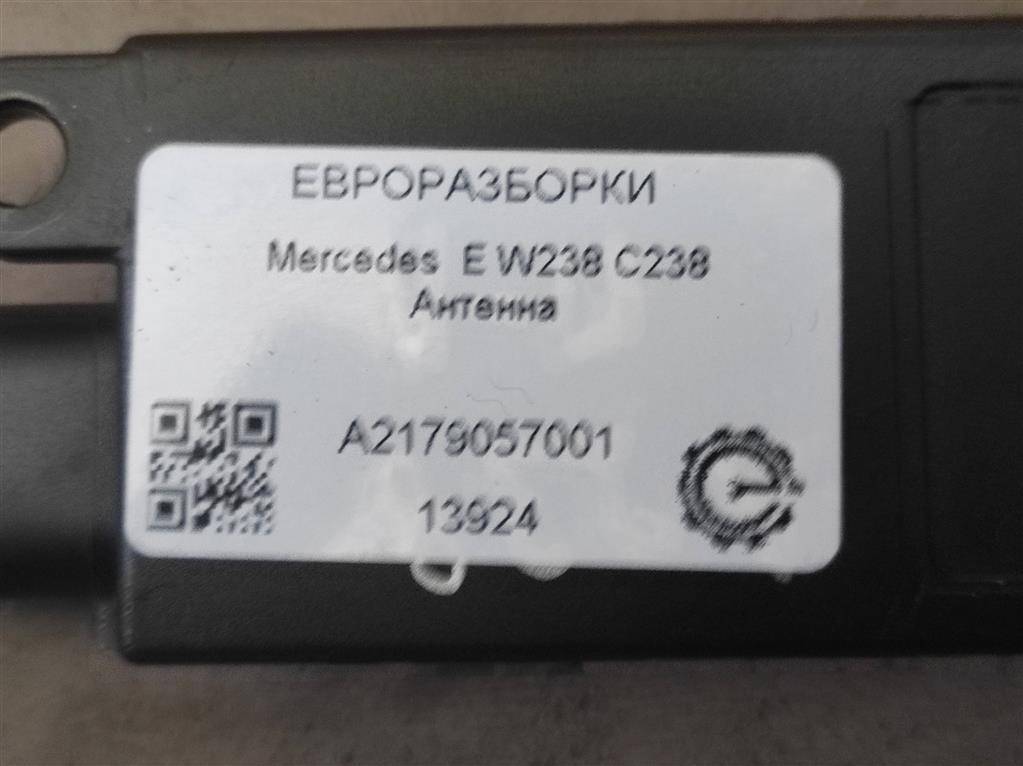 ЕВРОРАЗБОРКИ
Mercedes E W238 C238
Антенна
A2179057001
13924